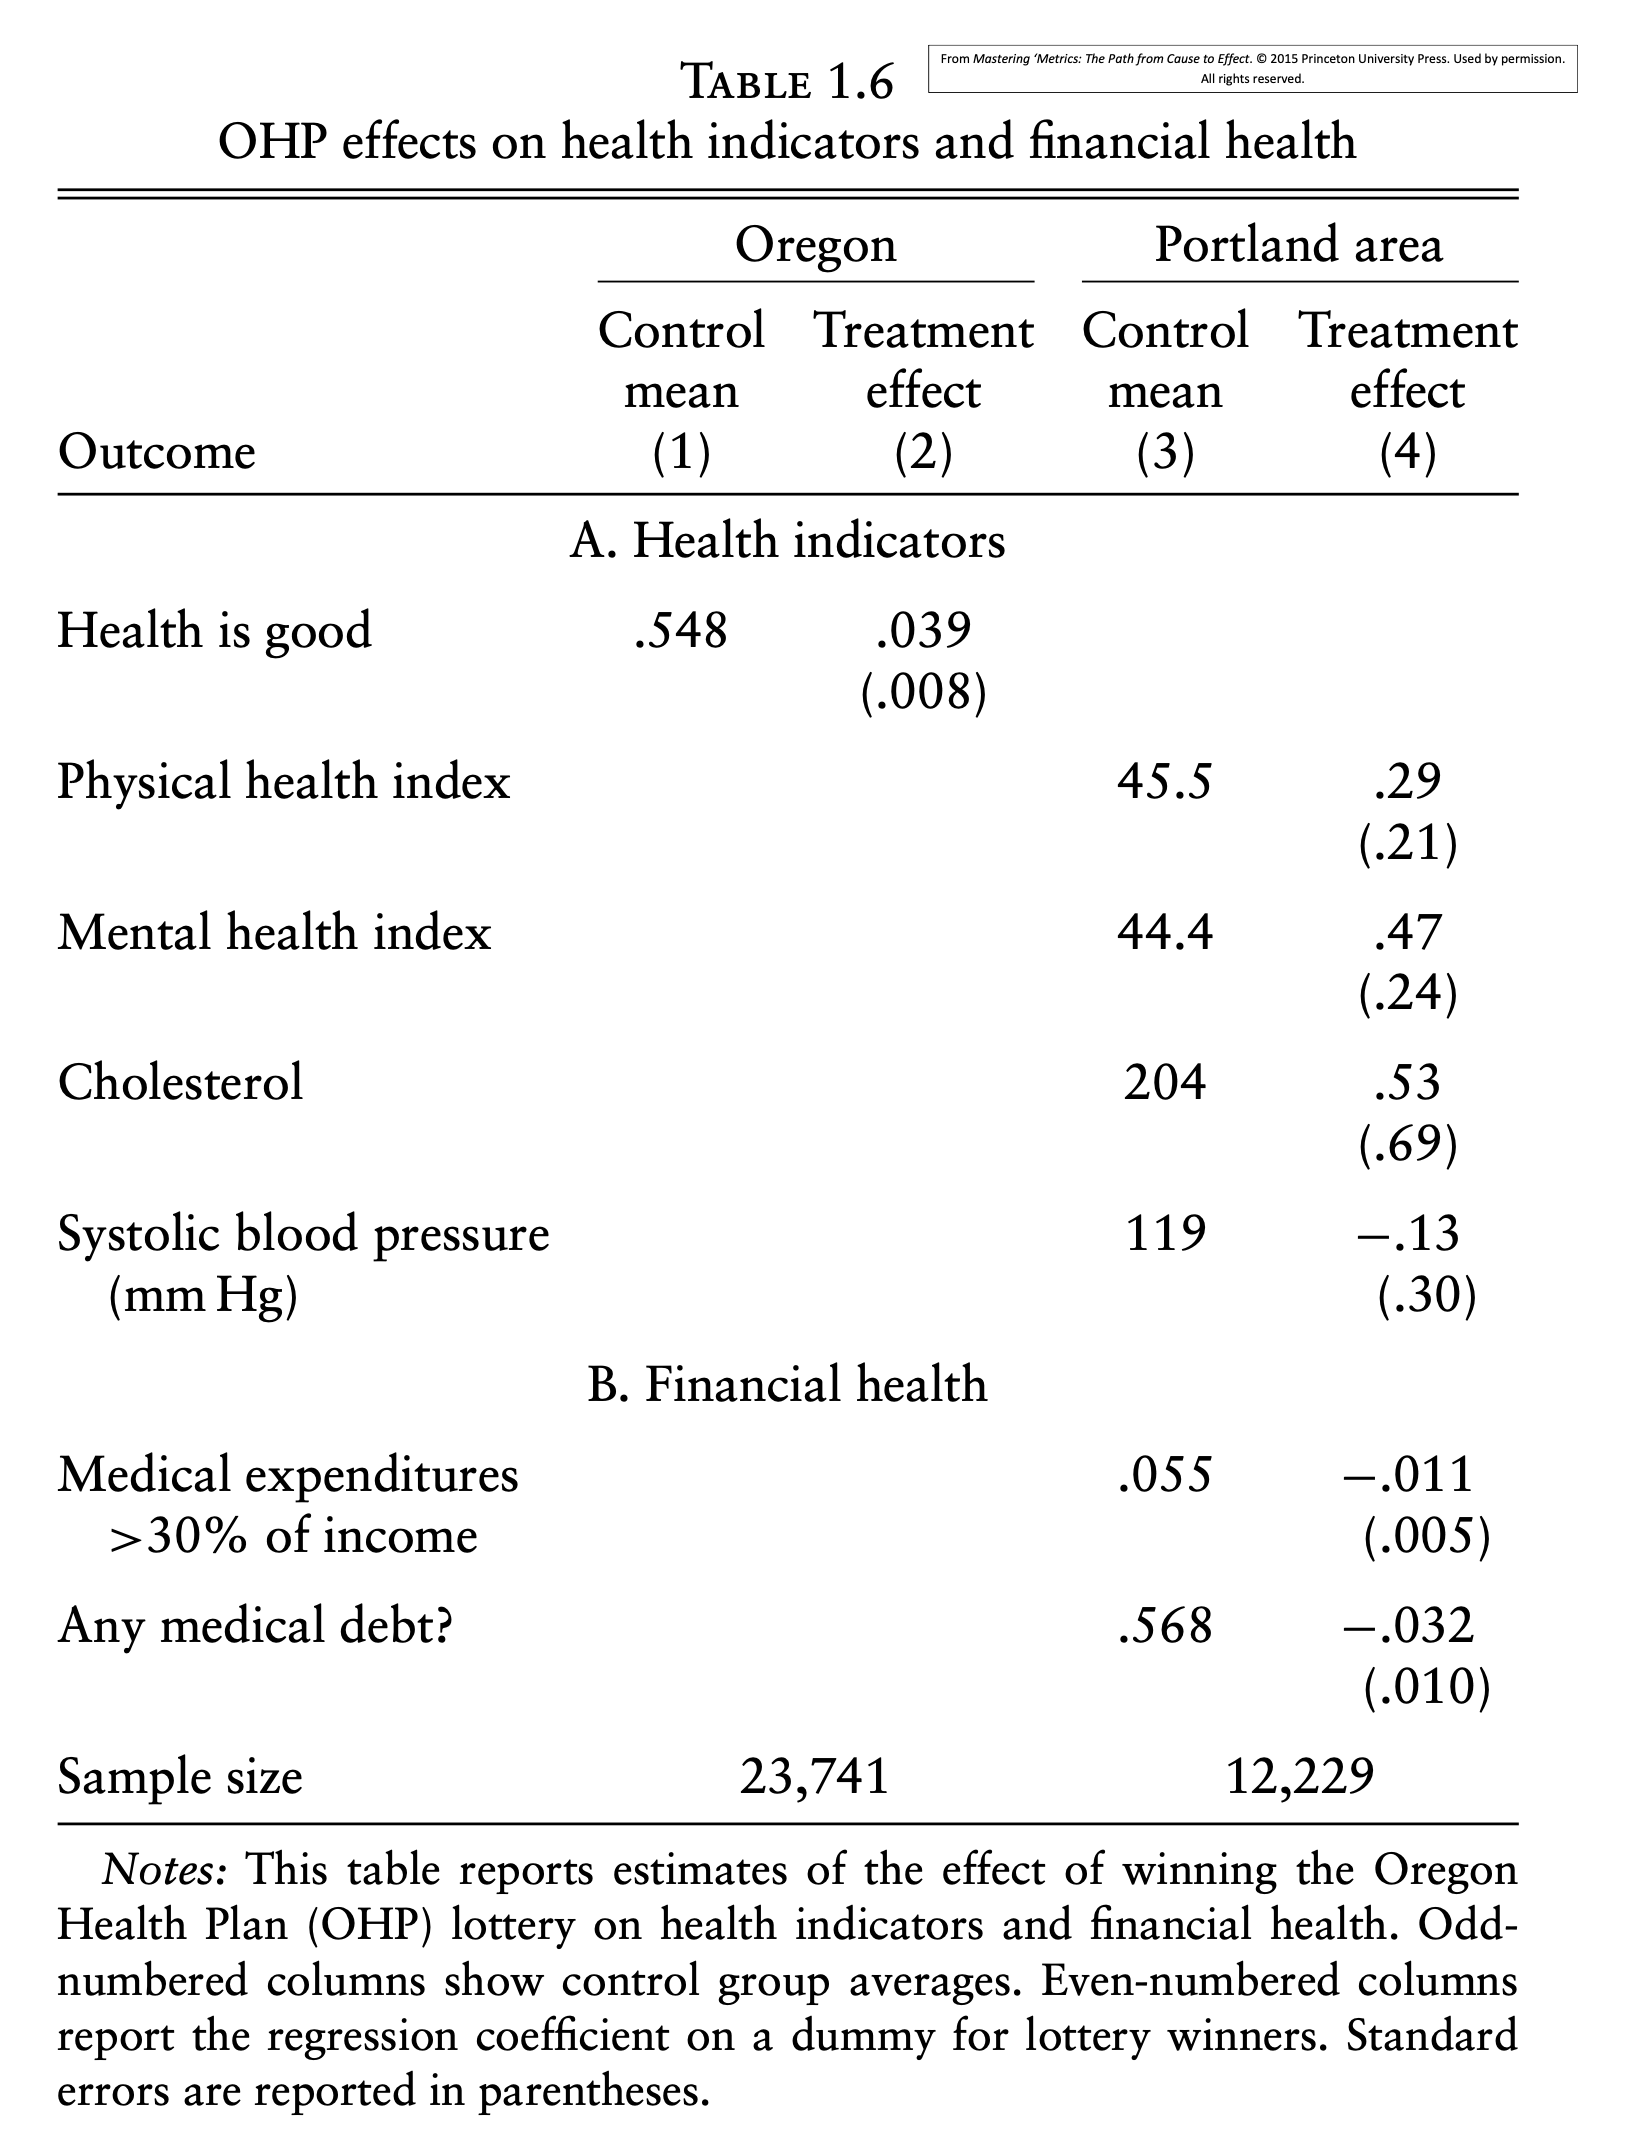 From Mastering ‘Metrics: The Path from Cause to Effect. © 2015 Princeton University Press. Used by permission.
All rights reserved.
TABLE 1.6
OHP effects on health indicators and financial health
Oregon Portland area
Control Treatment Control Treatment
mean effect mean effect
Outcome (1) (2) (3) (4)
A. Health indicators
Health is good .548 .039
(.008)
Physical health index 45.5 .29
(.21)
Mental health index 44.4 .47
(.24)
Cholesterol 204 .53
(.69)
Systolic blood pressure 119 −.13
(mm Hg) (.30)
B. Financial health
Medical expenditures .055 −.011
>30% of income (.005)
Any medical debt? .568 −.032
(.010)
Sample size 23,741 12,229
Notes: This table reports estimates of the effect of winning the Oregon
Health Plan (OHP) lottery on health indicators and financial health. Odd-
numbered columns show control group averages. Even-numbered columns
report the regression coefficient on a dummy for lottery winners. Standard
errors are reported in parentheses.